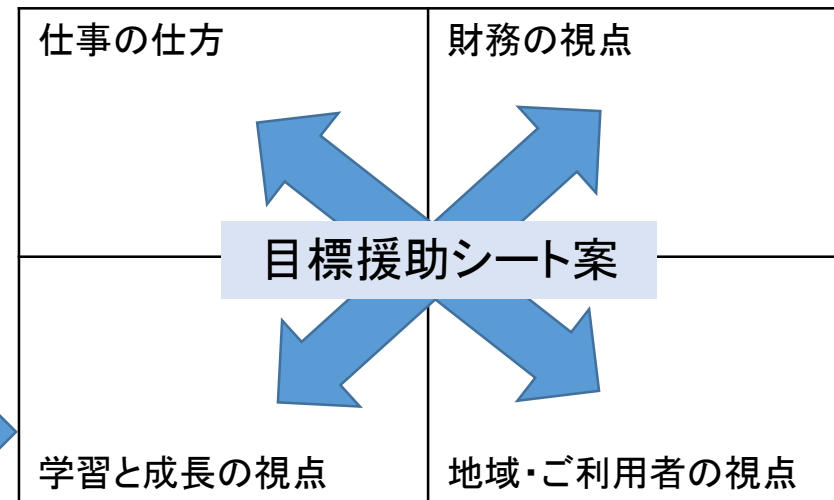 仕事の仕方
財務の視点
目標援助シート案
学習と成長の視点
地域・ご利用者の視点